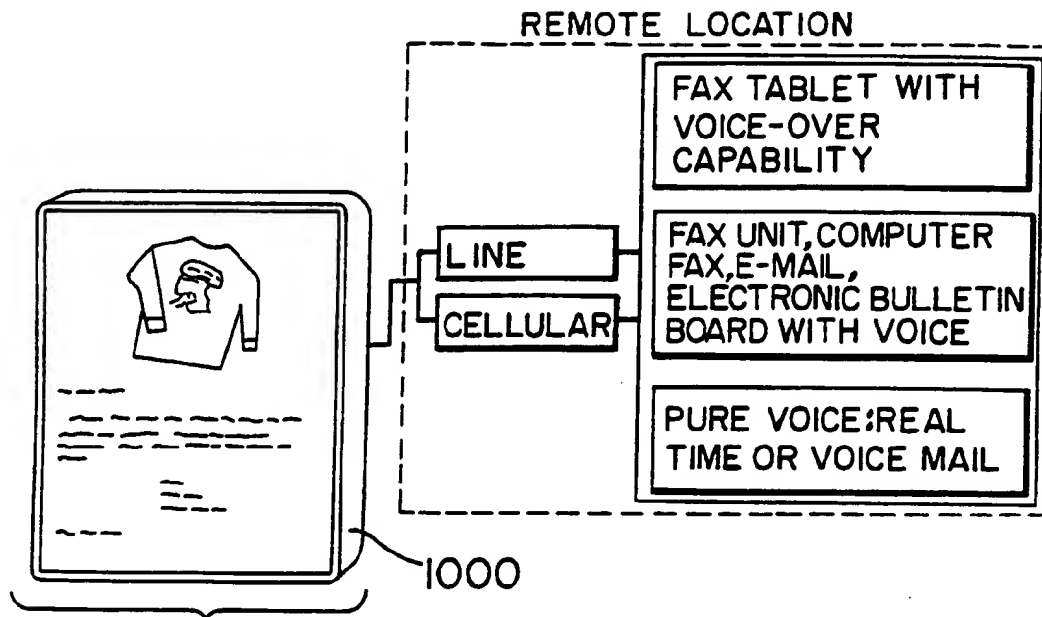 REMOTE LOCATION
FAX TABLET WITH
VOICE-OVER
CAPABILITY
LINE
CELLULAR
FAX UNIT, COMPUTER
FAX, E-MAIL,
ELECTRONIC BULLETIN
BOARD WITH VOICE
PURE VOICE: REAL
TIME OR VOICE MAIL
1000